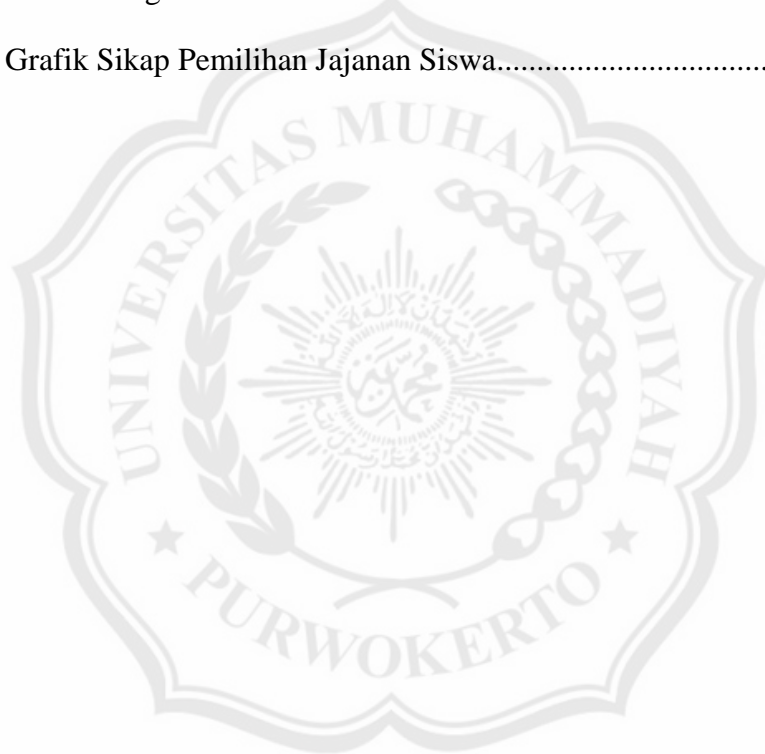 Grafik Sikap Pemilihan Jajanan Siswa..................................
UNIVERSITAS MUHAMMADIYAH
PURWOKERTO